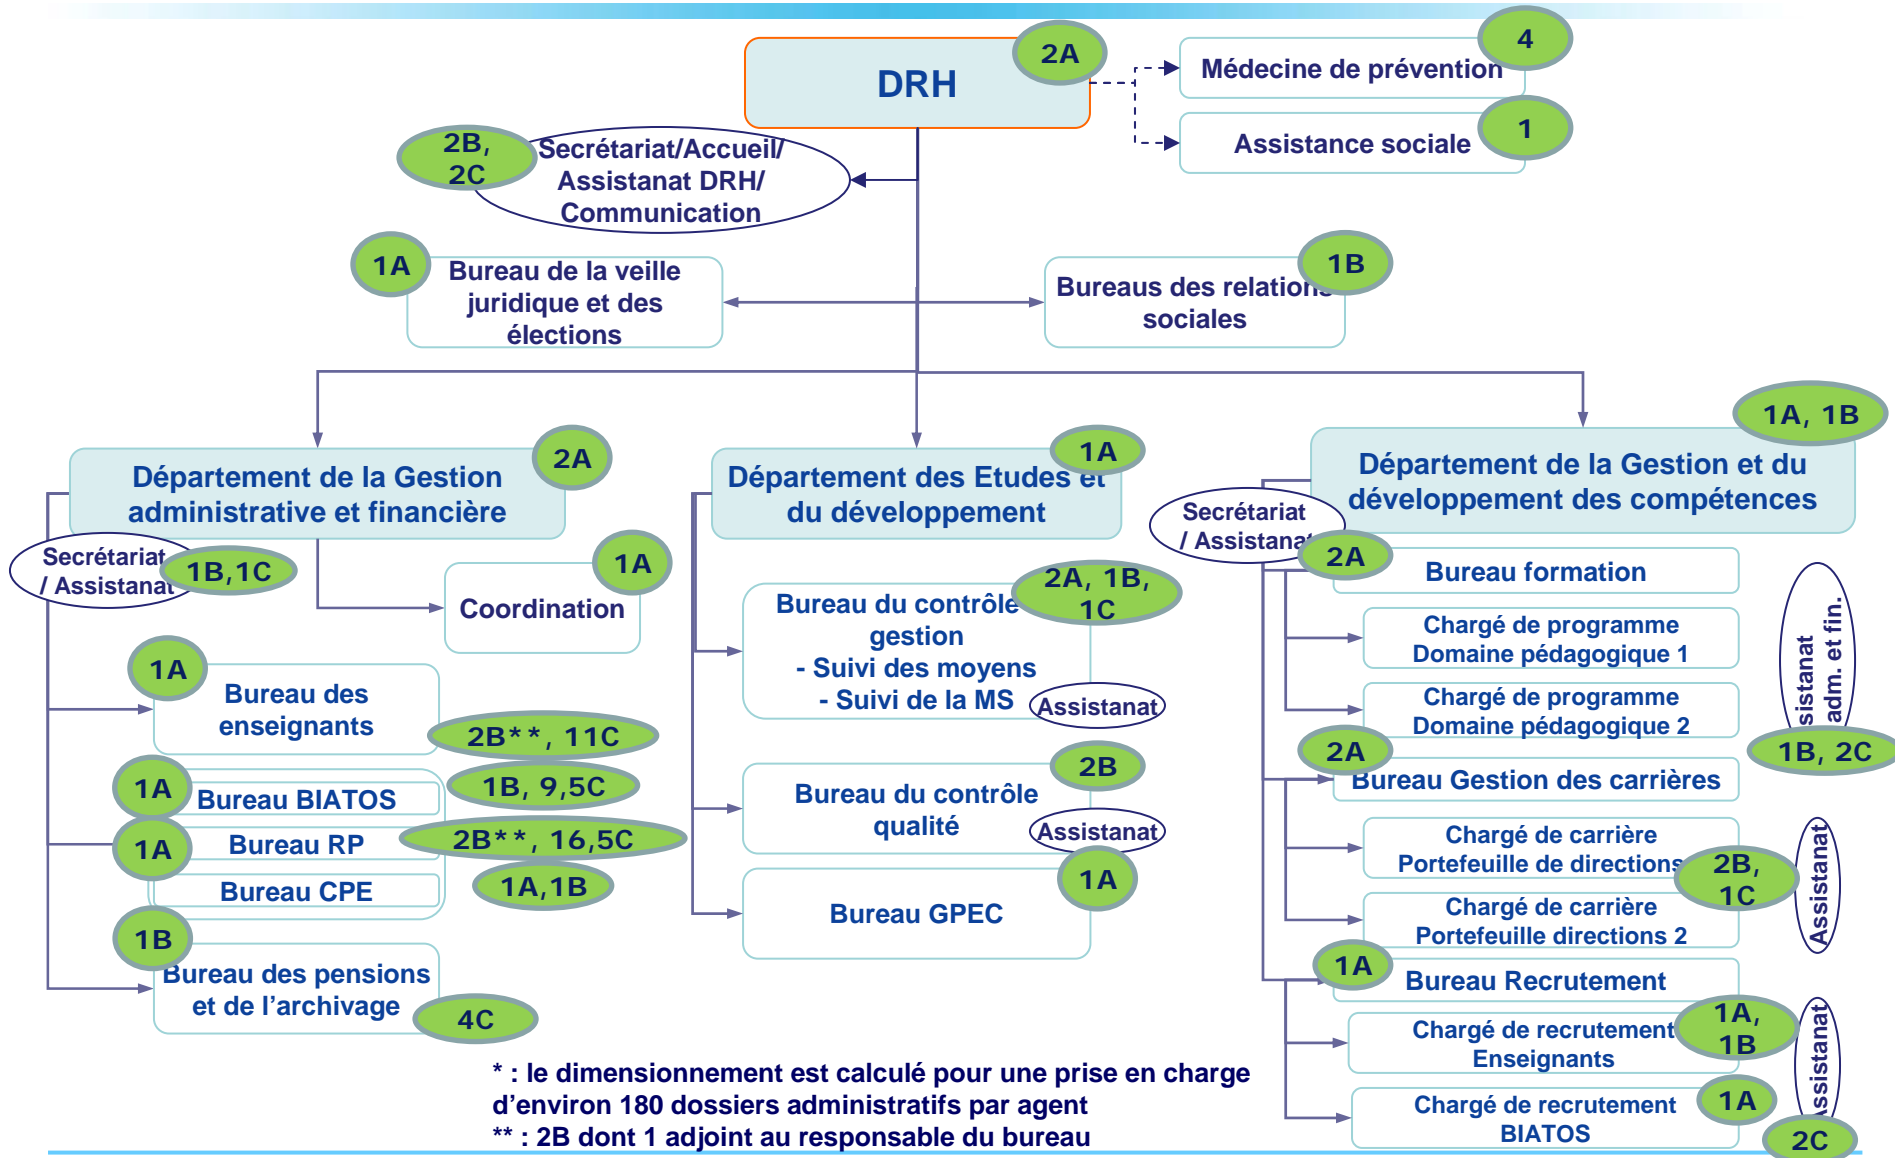 2A
DRH
4
Médecine de prévention
1
Assistance sociale
2B,
2C
Secrétariat/Accueil/
Assistanat DRH/
Communication
1A
Bureau de la veille
juridique et des
élections
1B
Bureaus des relations
sociales
2A
Département de la Gestion
administrative et financière
Secrétariat
/ Assistanat
1B,1C
1A
Coordination
1A
Bureau des
enseignants
2B**, 11C
1A
Bureau BIATOS
1B, 9,5C
1A
Bureau RP
2B**, 16,5C
Bureau CPE
1A,1B
1B
Bureau des pensions
et de l'archivage
4C
1A
Département des Etudes et
du développement
2A, 1B,
1C
Bureau du contrôle
gestion
- Suivi des moyens
- Suivi de la MS
Assistanat
2B
Bureau du contrôle
qualité
Assistanat
1A
Bureau GPEC
1A, 1B
Département de la Gestion et du
développement des compétences
Secrétariat
/ Assistanat
2A
Bureau formation
Chargé de programme
Domaine pédagogique 1
Chargé de programme
Domaine pédagogique 2
sistanat
adm. et fin.
1B, 2C
2A
Bureau Gestion des carrières
Chargé de carrière
Portefeuille de directions
2B,
1C
Chargé de carrière
Portefeuille directions 2
Assistanat
1A
Bureau Recrutement
Chargé de recrutement
Enseignants
1A,
1B
Chargé de recrutement
BIATOS
1A
Assistanat
2C
* : le dimensionnement est calculé pour une prise en charge
d'environ 180 dossiers administratifs par agent
** : 2B dont 1 adjoint au responsable du bureau